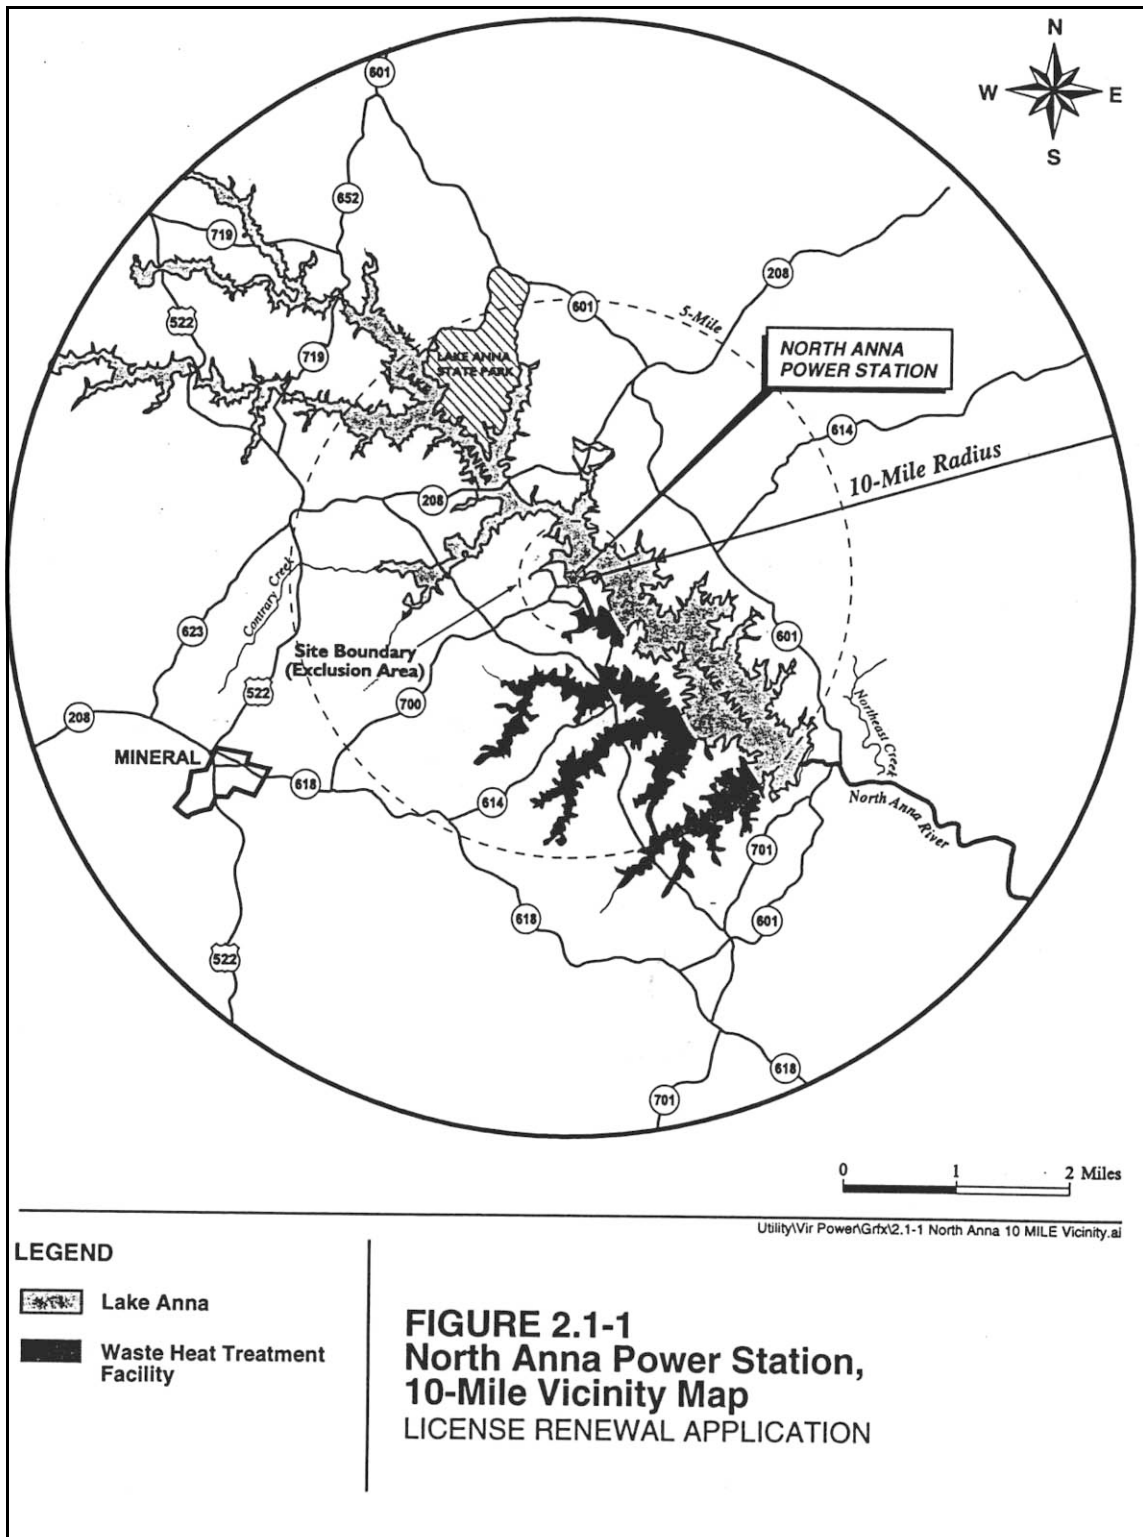 N
W
E
S
601
652
719
208
522
601
5-Mile
NORTH ANNA
POWER STATION
LAKE ANNA
STATE PARK
719
LAKE
614
10-Mile Radius
ANNA
208
Contrary Creek
623
Site Boundary
(Exclusion Area)
601
522
700
LAKE ANNA
Northeast Creek
208
MINERAL
618
614
North Anna
River
701
618
601
522
618
701
0 1 2 Miles
Utility\Vir Power\Grfx\2.1-1 North Anna 10 MILE Vicinity.ai
LEGEND
Lake Anna
Waste Heat Treatment
Facility
FIGURE 2.1-1
North Anna Power Station,
10-Mile Vicinity Map
LICENSE RENEWAL APPLICATION